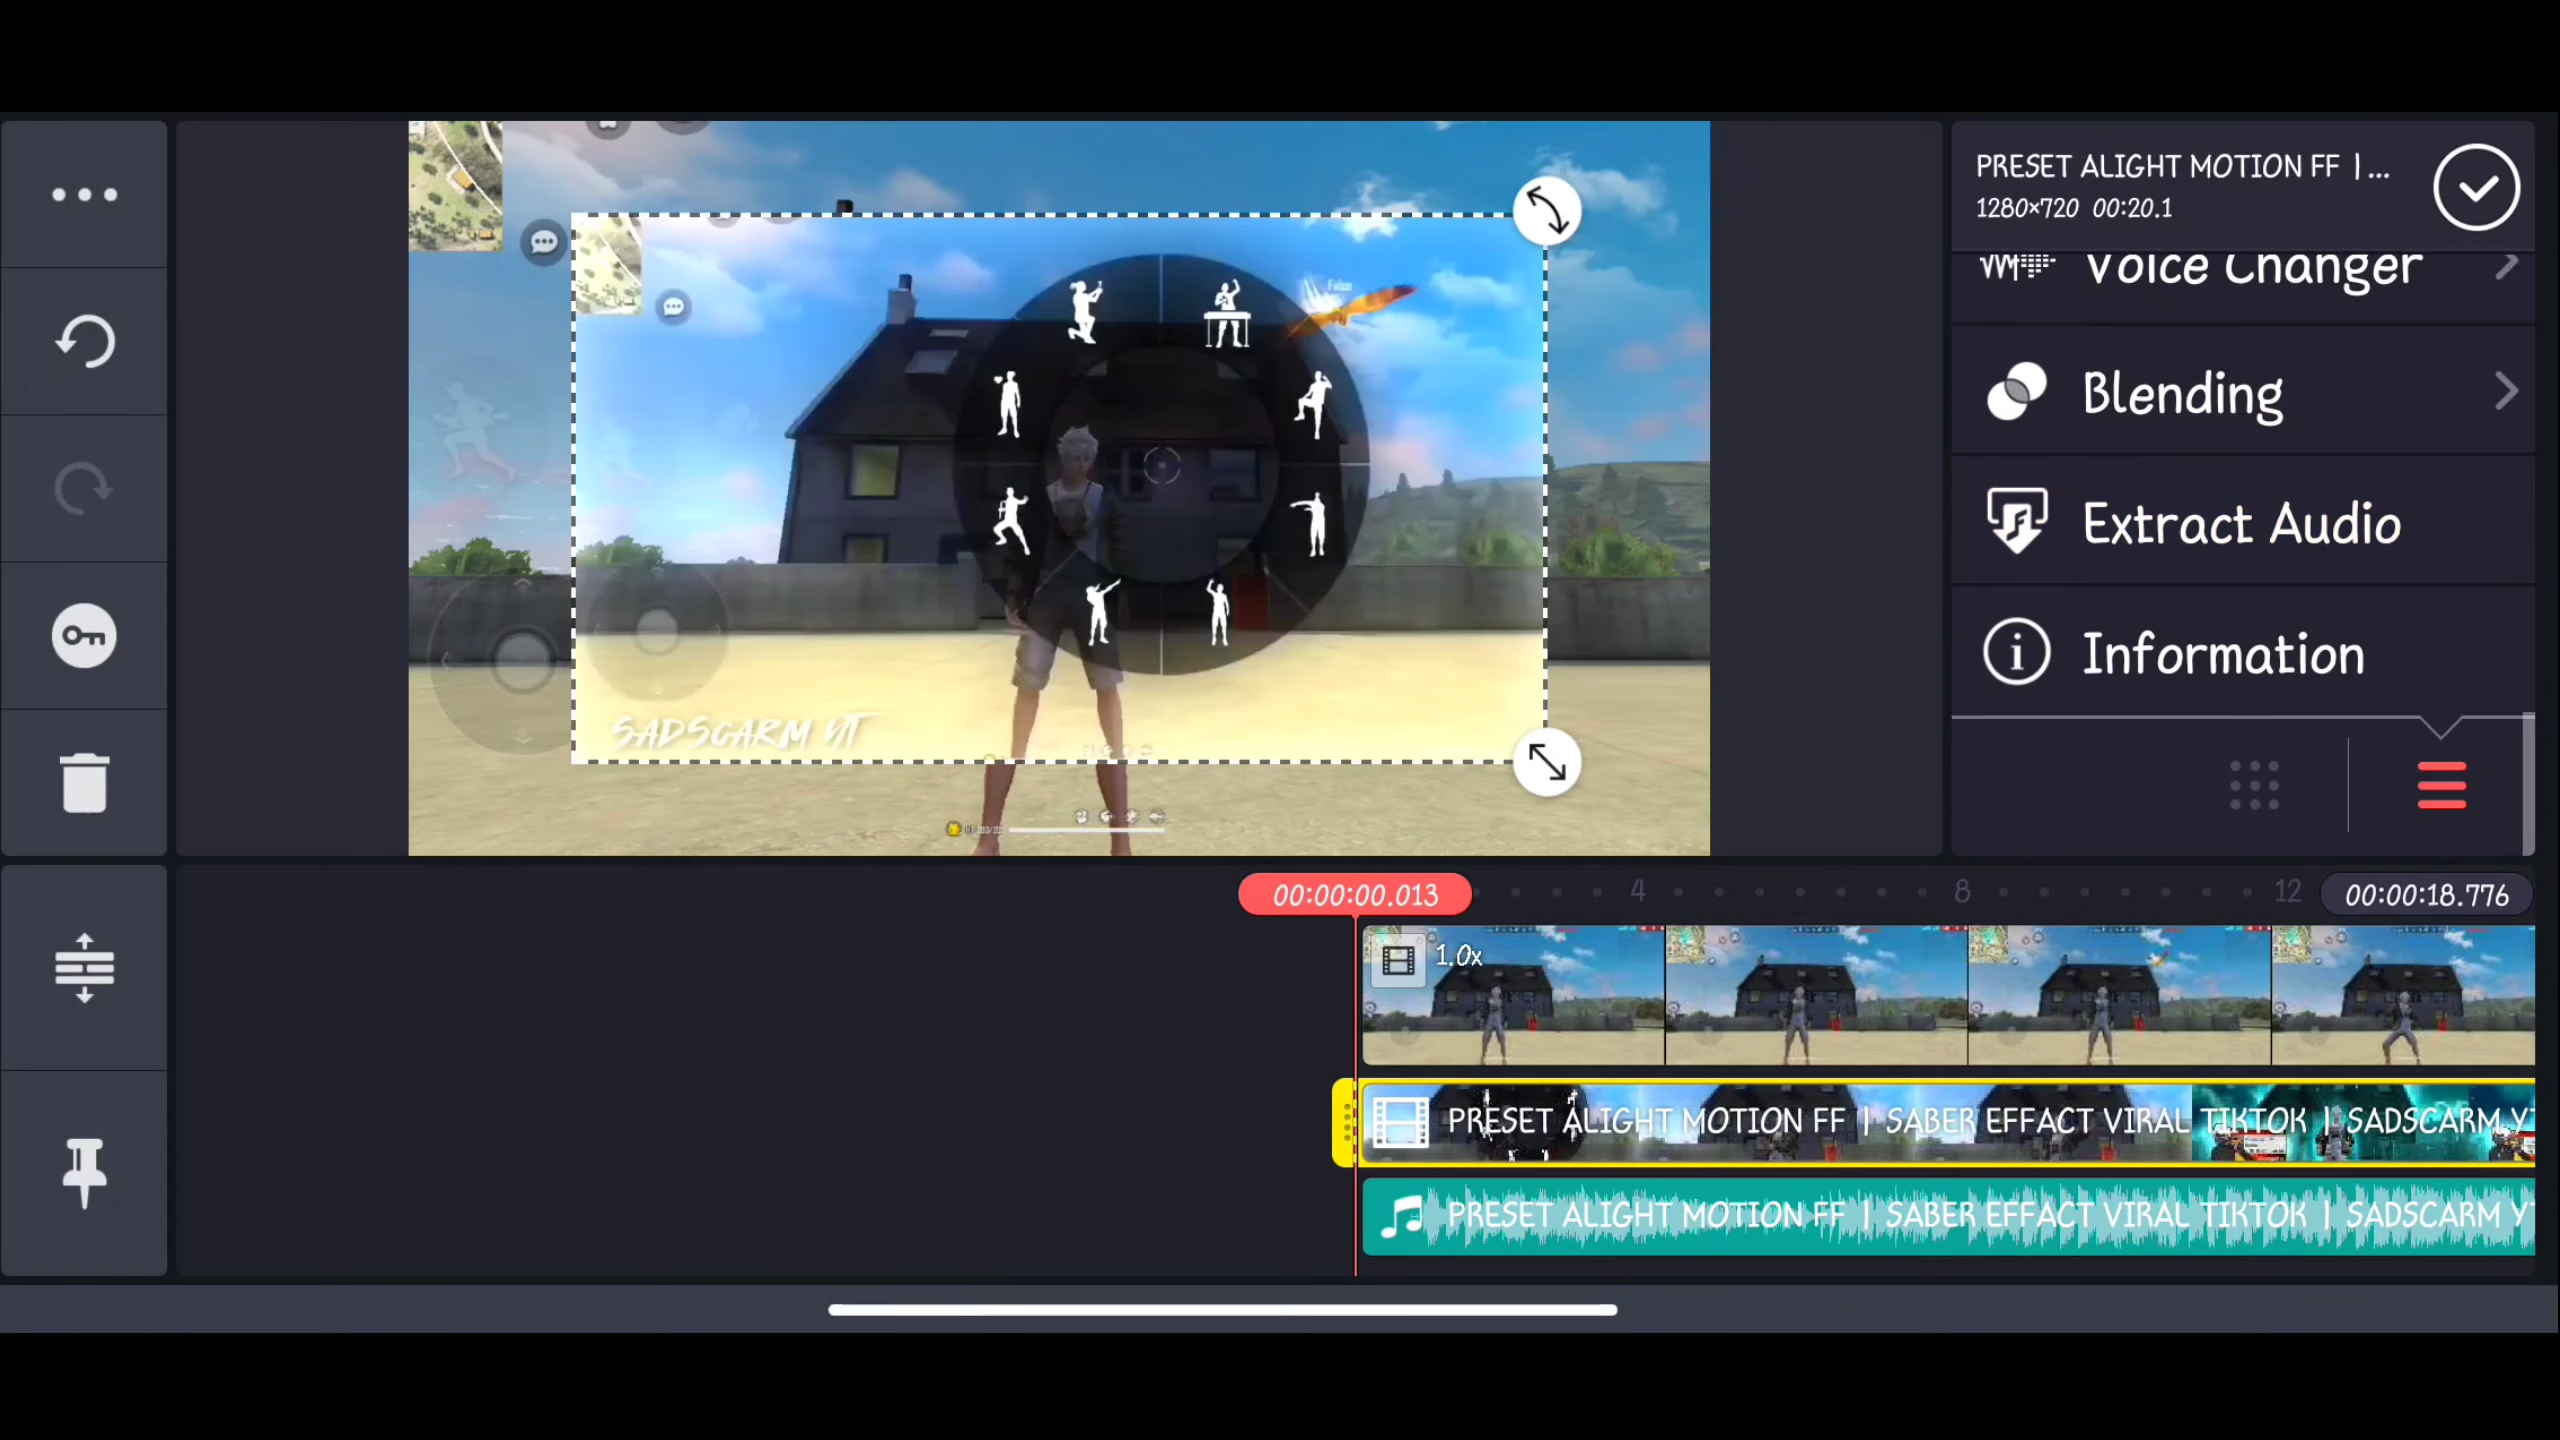 PRESET ALIGHT MOTION FF | ...
1280×720 00:20.1
Voice Changer
Blending
Extract Audio
Information
SADSCARM YT
00:00:00.013
4
8
12
00:00:18.776
1.0x
PRESET ALIGHT MOTION FF | SABER EFFECT VIRAL TIKTOK | SADSCARM Y
PRESET ALIGHT MOTION FF | SABER EFFECT VIRAL TIKTOK | SADSCARM Y